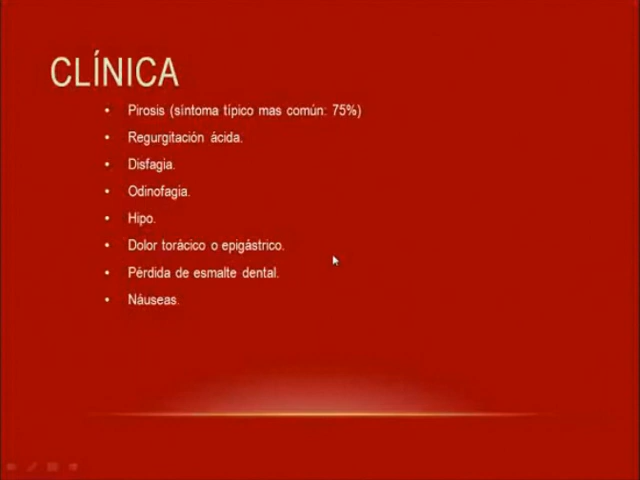 CLÍNICA
• Pirosis (síntoma típico mas común: 75%)
• Regurgitación ácida.
• Disfagia.
• Odinofagia.
• Hipo.
• Dolor torácico o epigástrico.
• Pérdida de esmalte dental.
• Náuseas.